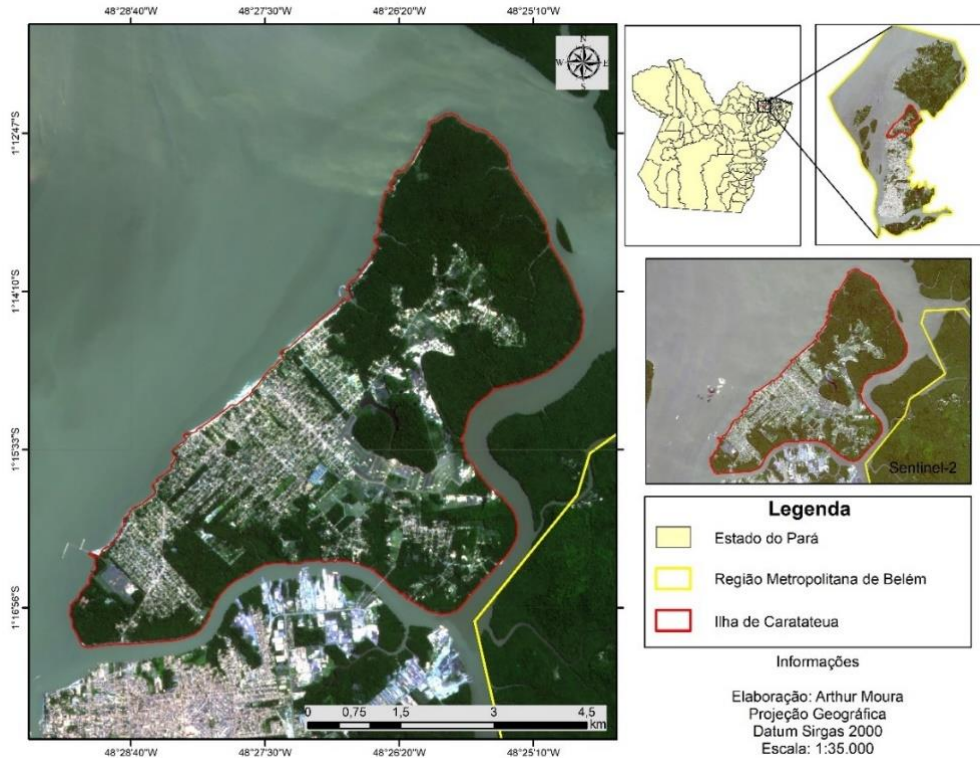 48°28'40"W
48°27'30"W
48°26'20"W
48°25'10"W
N
W
E
S
1°12'47"S
1°14'10"S
1°15'33"S
1°16'56"S
0
0,75
1,5
3
4,5
km
48°28'40"W
48°27'30"W
48°26'20"W
48°25'10"W
Sentinel-2
Legenda
Estado do Pará
Região Metropolitana de Belém
Ilha de Caratateua
Informações
Elaboração: Arthur Moura
Projeção Geográfica
Datum Sirgas 2000
Escala: 1:35.000